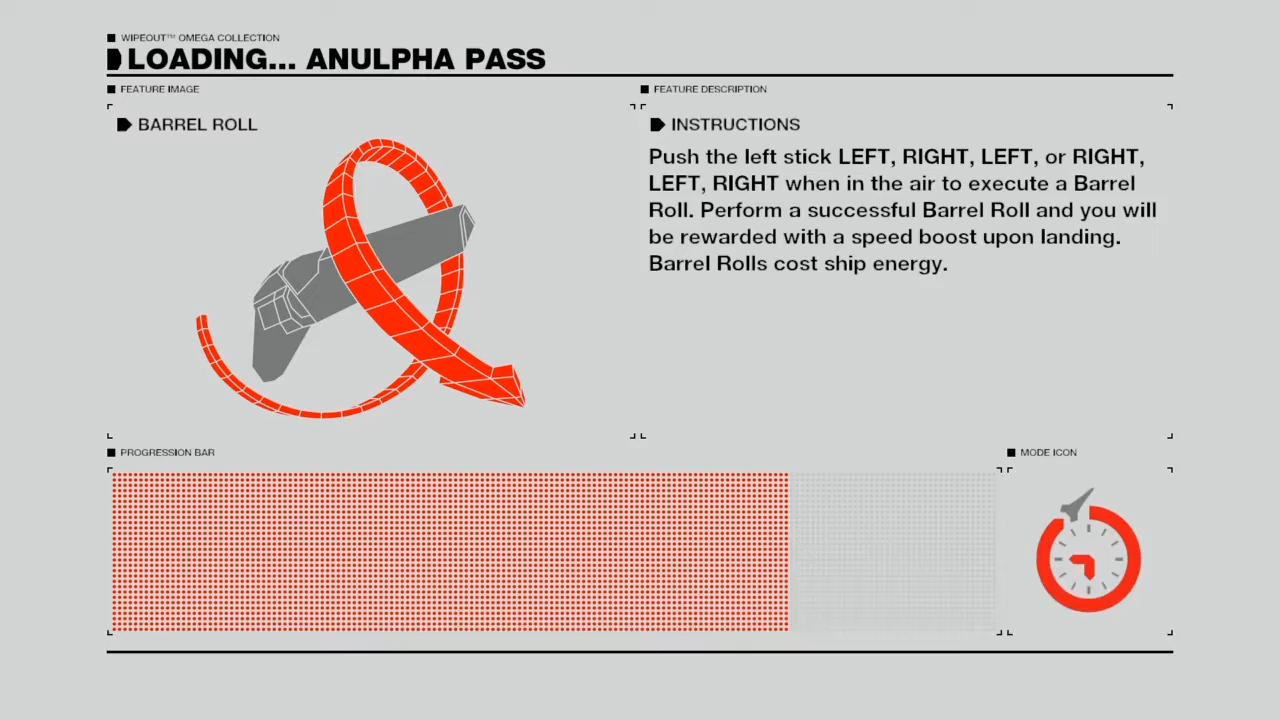 WIPEOUT™ OMEGA COLLECTION
LOADING... ANULPHA PASS
FEATURE IMAGE
BARREL ROLL
FEATURE DESCRIPTION
INSTRUCTIONS
Push the left stick LEFT, RIGHT, LEFT, or RIGHT,
LEFT, RIGHT when in the air to execute a Barrel
Roll. Perform a successful Barrel Roll and you will
be rewarded with a speed boost upon landing.
Barrel Rolls cost ship energy.
PROGRESSION BAR
MODE ICON